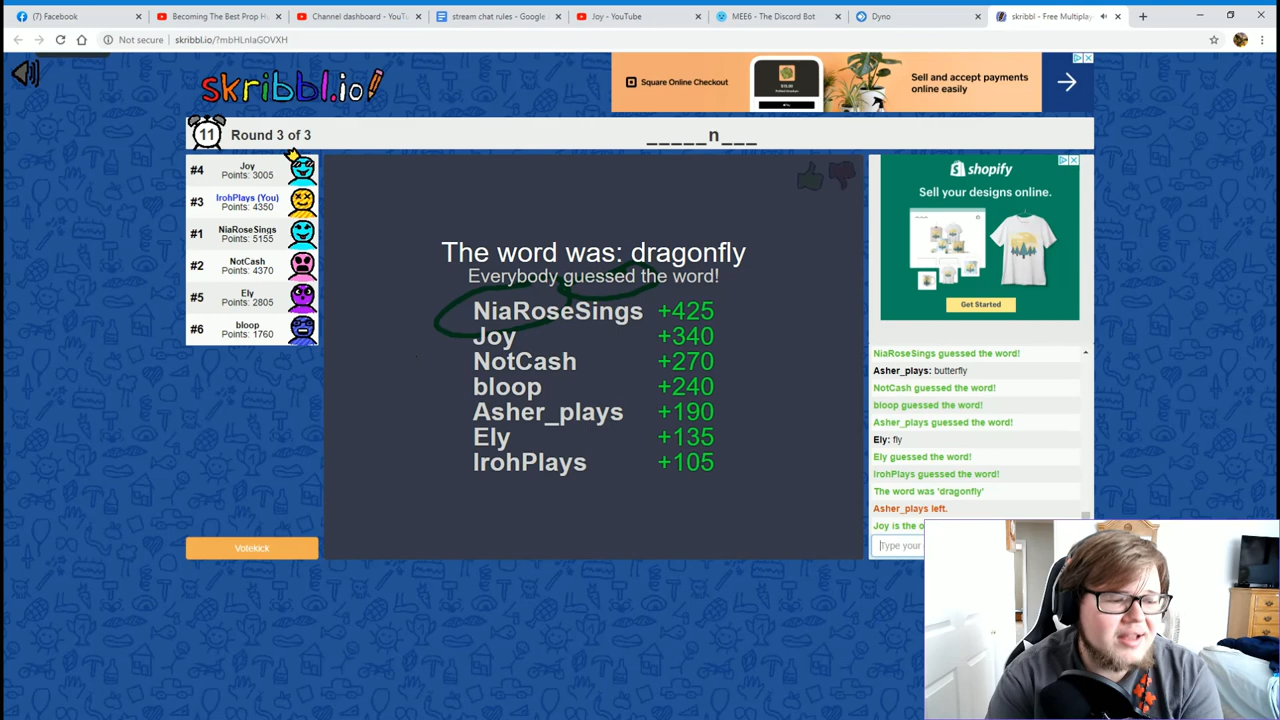 (7) Facebook
Becoming The Best Prop H
Channel dashboard - YouT
stream chat rules - Google
Joy - YouTube
MEE6 - The Discord Bot
Dyno
skribbl - Free Multipla
Not secure | skribbl.io/?mbHLnlaGOVXH
skribbl.io
Square Online Checkout
Sell and accept payments
online easily
11
Round 3 of 3
_____n___
#4
Joy
Points: 3005
#3
IrohPlays (You)
Points: 4350
#1
NiaRoseSings
Points: 5155
#2
NotCash
Points: 4370
#5
Ely
Points: 2805
#6
bloop
Points: 1760
Votekick
The word was: dragonfly
Everybody guessed the word!
NiaRoseSings +425
Joy +340
NotCash +270
bloop +240
Asher_plays +190
Ely +135
IrohPlays +105
shopify
Sell your designs online.
Get Started
NiaRoseSings guessed the word!
Asher_plays: butterfly
NotCash guessed the word!
bloop guessed the word!
Asher_plays guessed the word!
Ely: fly
Ely guessed the word!
IrohPlays guessed the word!
The word was 'dragonfly'
Asher_plays left.
Joy is the o
Type your